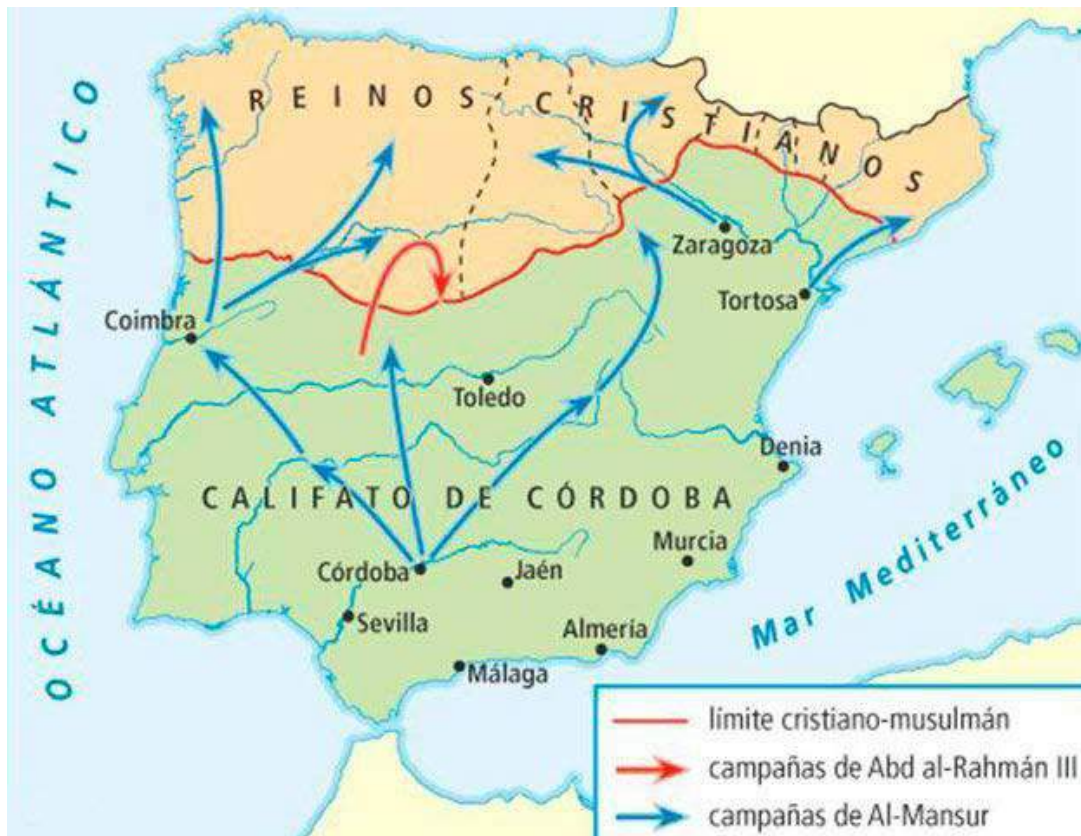 REINOS CRISTIANOS
OCÉANO ATLÁNTICO
Zaragoza
Tortosa
Coimbra
Toledo
Denia
CALIFATO DE CÓRDOBA
Murcia
Córdoba
Jaén
Sevilla
Almería
Málaga
Mar Mediterráneo
límite cristiano-musulmán
campañas de Abd al-Rahmán III
campañas de Al-Mansur